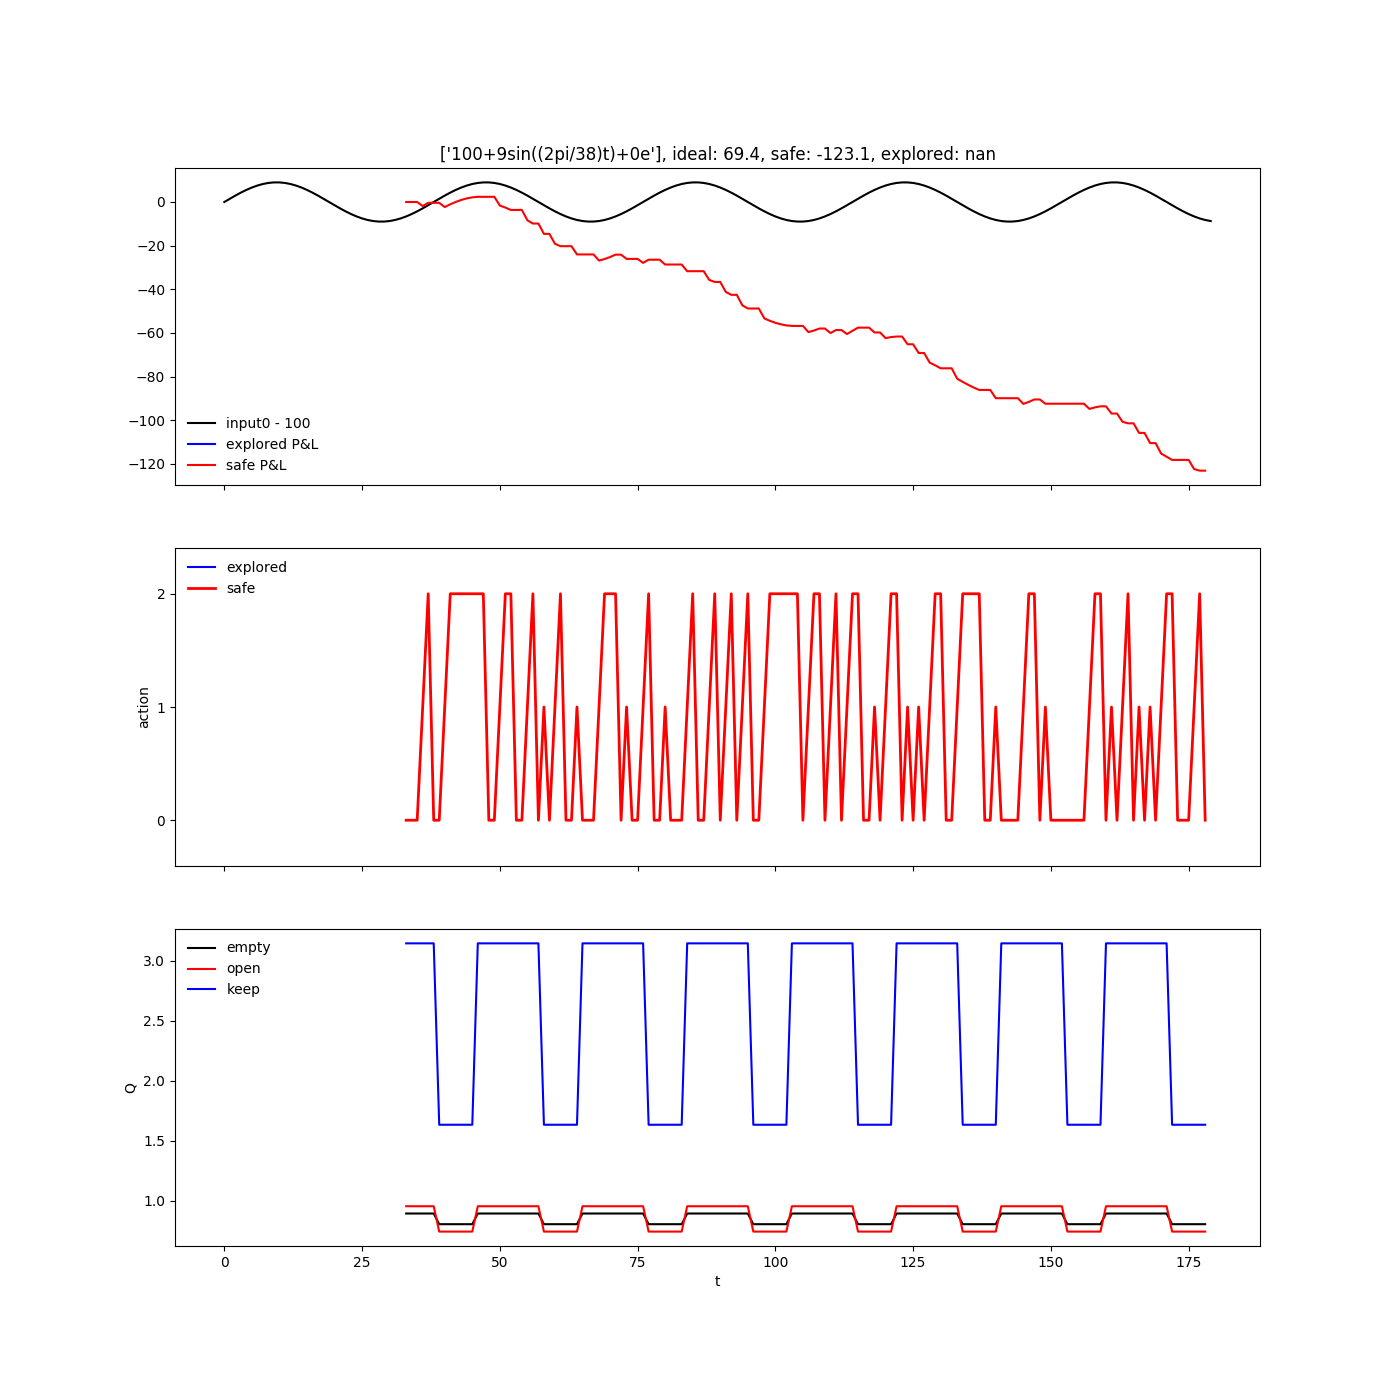 ['100+9sin((2pi/38)t)+0e'], ideal: 69.4, safe: -123.1, explored: nan
0
−20
−40
−60
−80
−100
−120
input0 - 100
explored P&L
safe P&L
explored
safe
2
1
0
action
empty
open
keep
3.0
2.5
2.0
1.5
1.0
Q
0 25 50 75 100 125 150 175
t